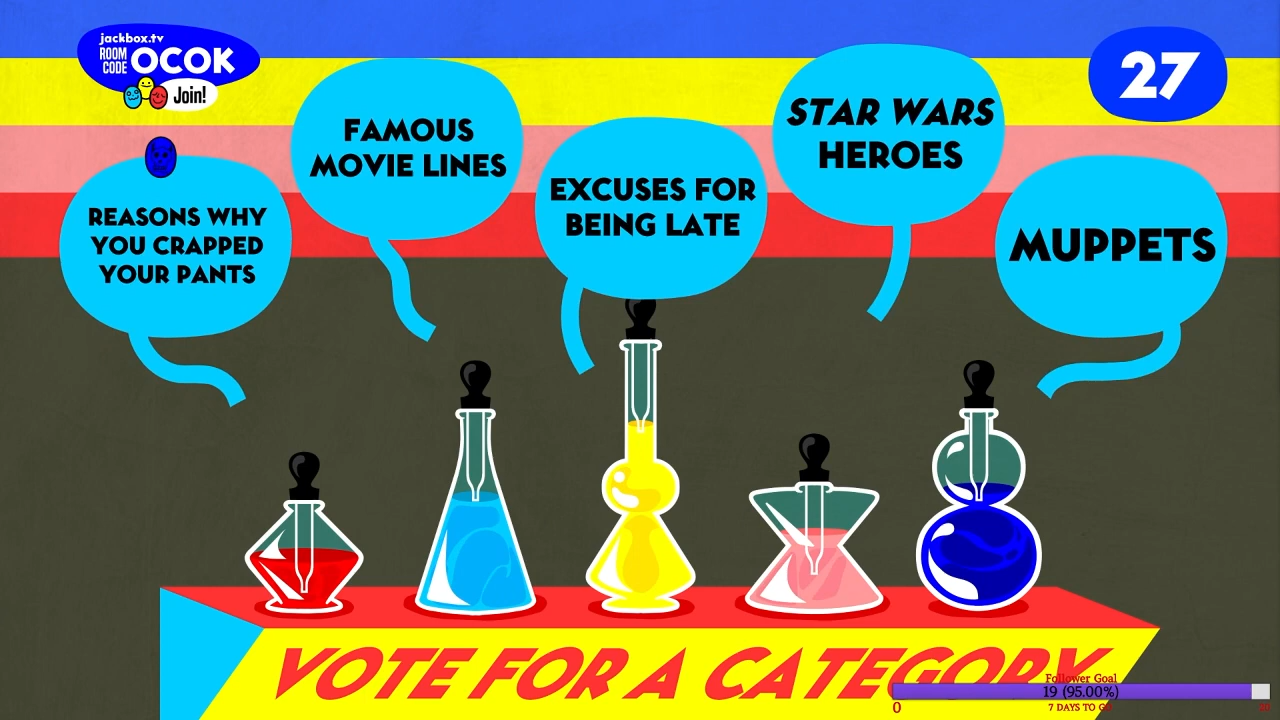 jackbox.tv
ROOM CODE OCOK
Join!
27
REASONS WHY
YOU CRAPPED
YOUR PANTS
FAMOUS
MOVIE LINES
EXCUSES FOR
BEING LATE
STAR WARS
HEROES
MUPPETS
VOTE FOR A CATEGORY
Follower Goal
19 (95.00%)
0
7 DAYS TO GO
20